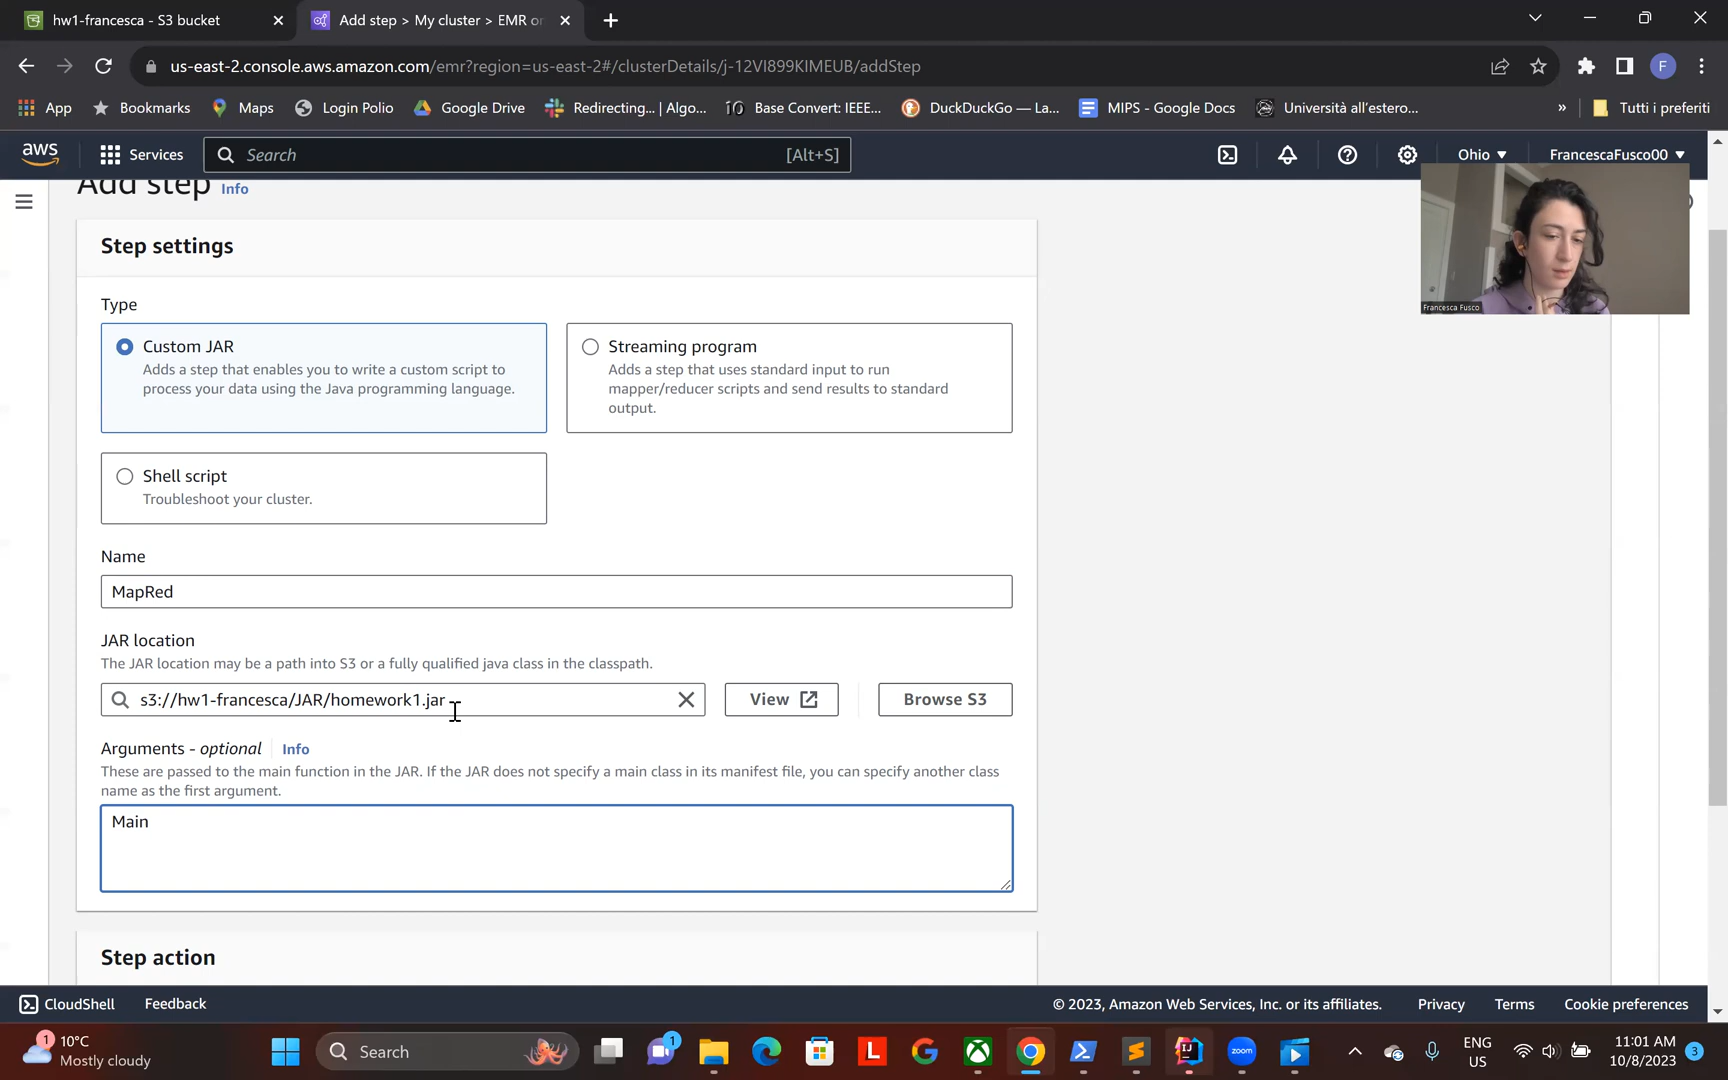 hw1-francesca - S3 bucket
Add step > My cluster > EMR on
us-east-2.console.aws.amazon.com/emr?region=us-east-2#/clusterDetails/j-12VI899KIMEUB/addStep
App
Bookmarks
Maps
Login Polio
Google Drive
Redirecting... | Algo...
Base Convert: IEEE...
DuckDuckGo — La...
MIPS - Google Docs
Università all'estero...
»
Tutti i preferiti
F
aws
Services
Search
[Alt+S]
Ohio
FrancescaFusco00
Add step
Info
Francesca Fusco
Step settings
Type
Custom JAR
Adds a step that enables you to write a custom script to
process your data using the Java programming language.
Streaming program
Adds a step that uses standard input to run
mapper/reducer scripts and send results to standard
output.
Shell script
Troubleshoot your cluster.
Name
MapRed
JAR location
The JAR location may be a path into S3 or a fully qualified java class in the classpath.
s3://hw1-francesca/JAR/homework1.jar
View
Browse S3
Arguments - optional
Info
These are passed to the main function in the JAR. If the JAR does not specify a main class in its manifest file, you can specify another class
name as the first argument.
Main
Step action
CloudShell
Feedback
© 2023, Amazon Web Services, Inc. or its affiliates.
Privacy
Terms
Cookie preferences
1
10°C
Mostly cloudy
Search
1
L
G
IJ
zoom
ENG
US
11:01 AM
10/8/2023
3